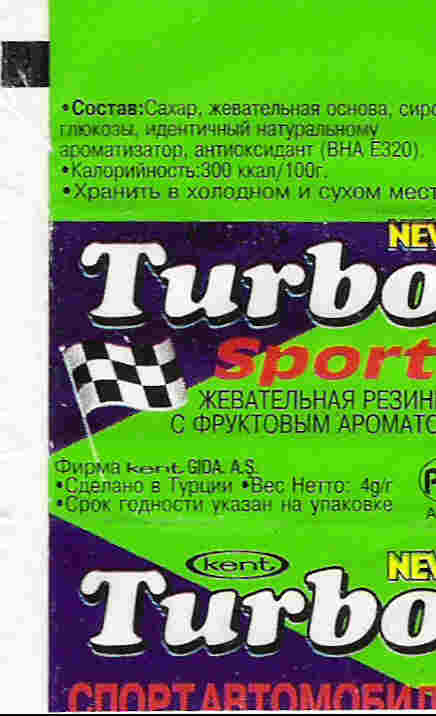 •Состав:Сахар, жевательная основа, сиро
глюкозы, идентичный натуральному
ароматизатор, антиоксидант (ВНА Е320).
•Калорийность:300 ккал/100г.
•Хранить в холодном и сухом мест
NEW
Turbo
Sport
ЖЕВАТЕЛЬНАЯ РЕЗИН
С ФРУКТОВЫМ АРОМАТО
Фирма kent GIDA. A.Ş.
•Сделано в Турции •Вес Нетто: 4g/г
•Срок годности указан на упаковке
kent
NEW
Turbo
СПОРТ АВТОМОБИЛ